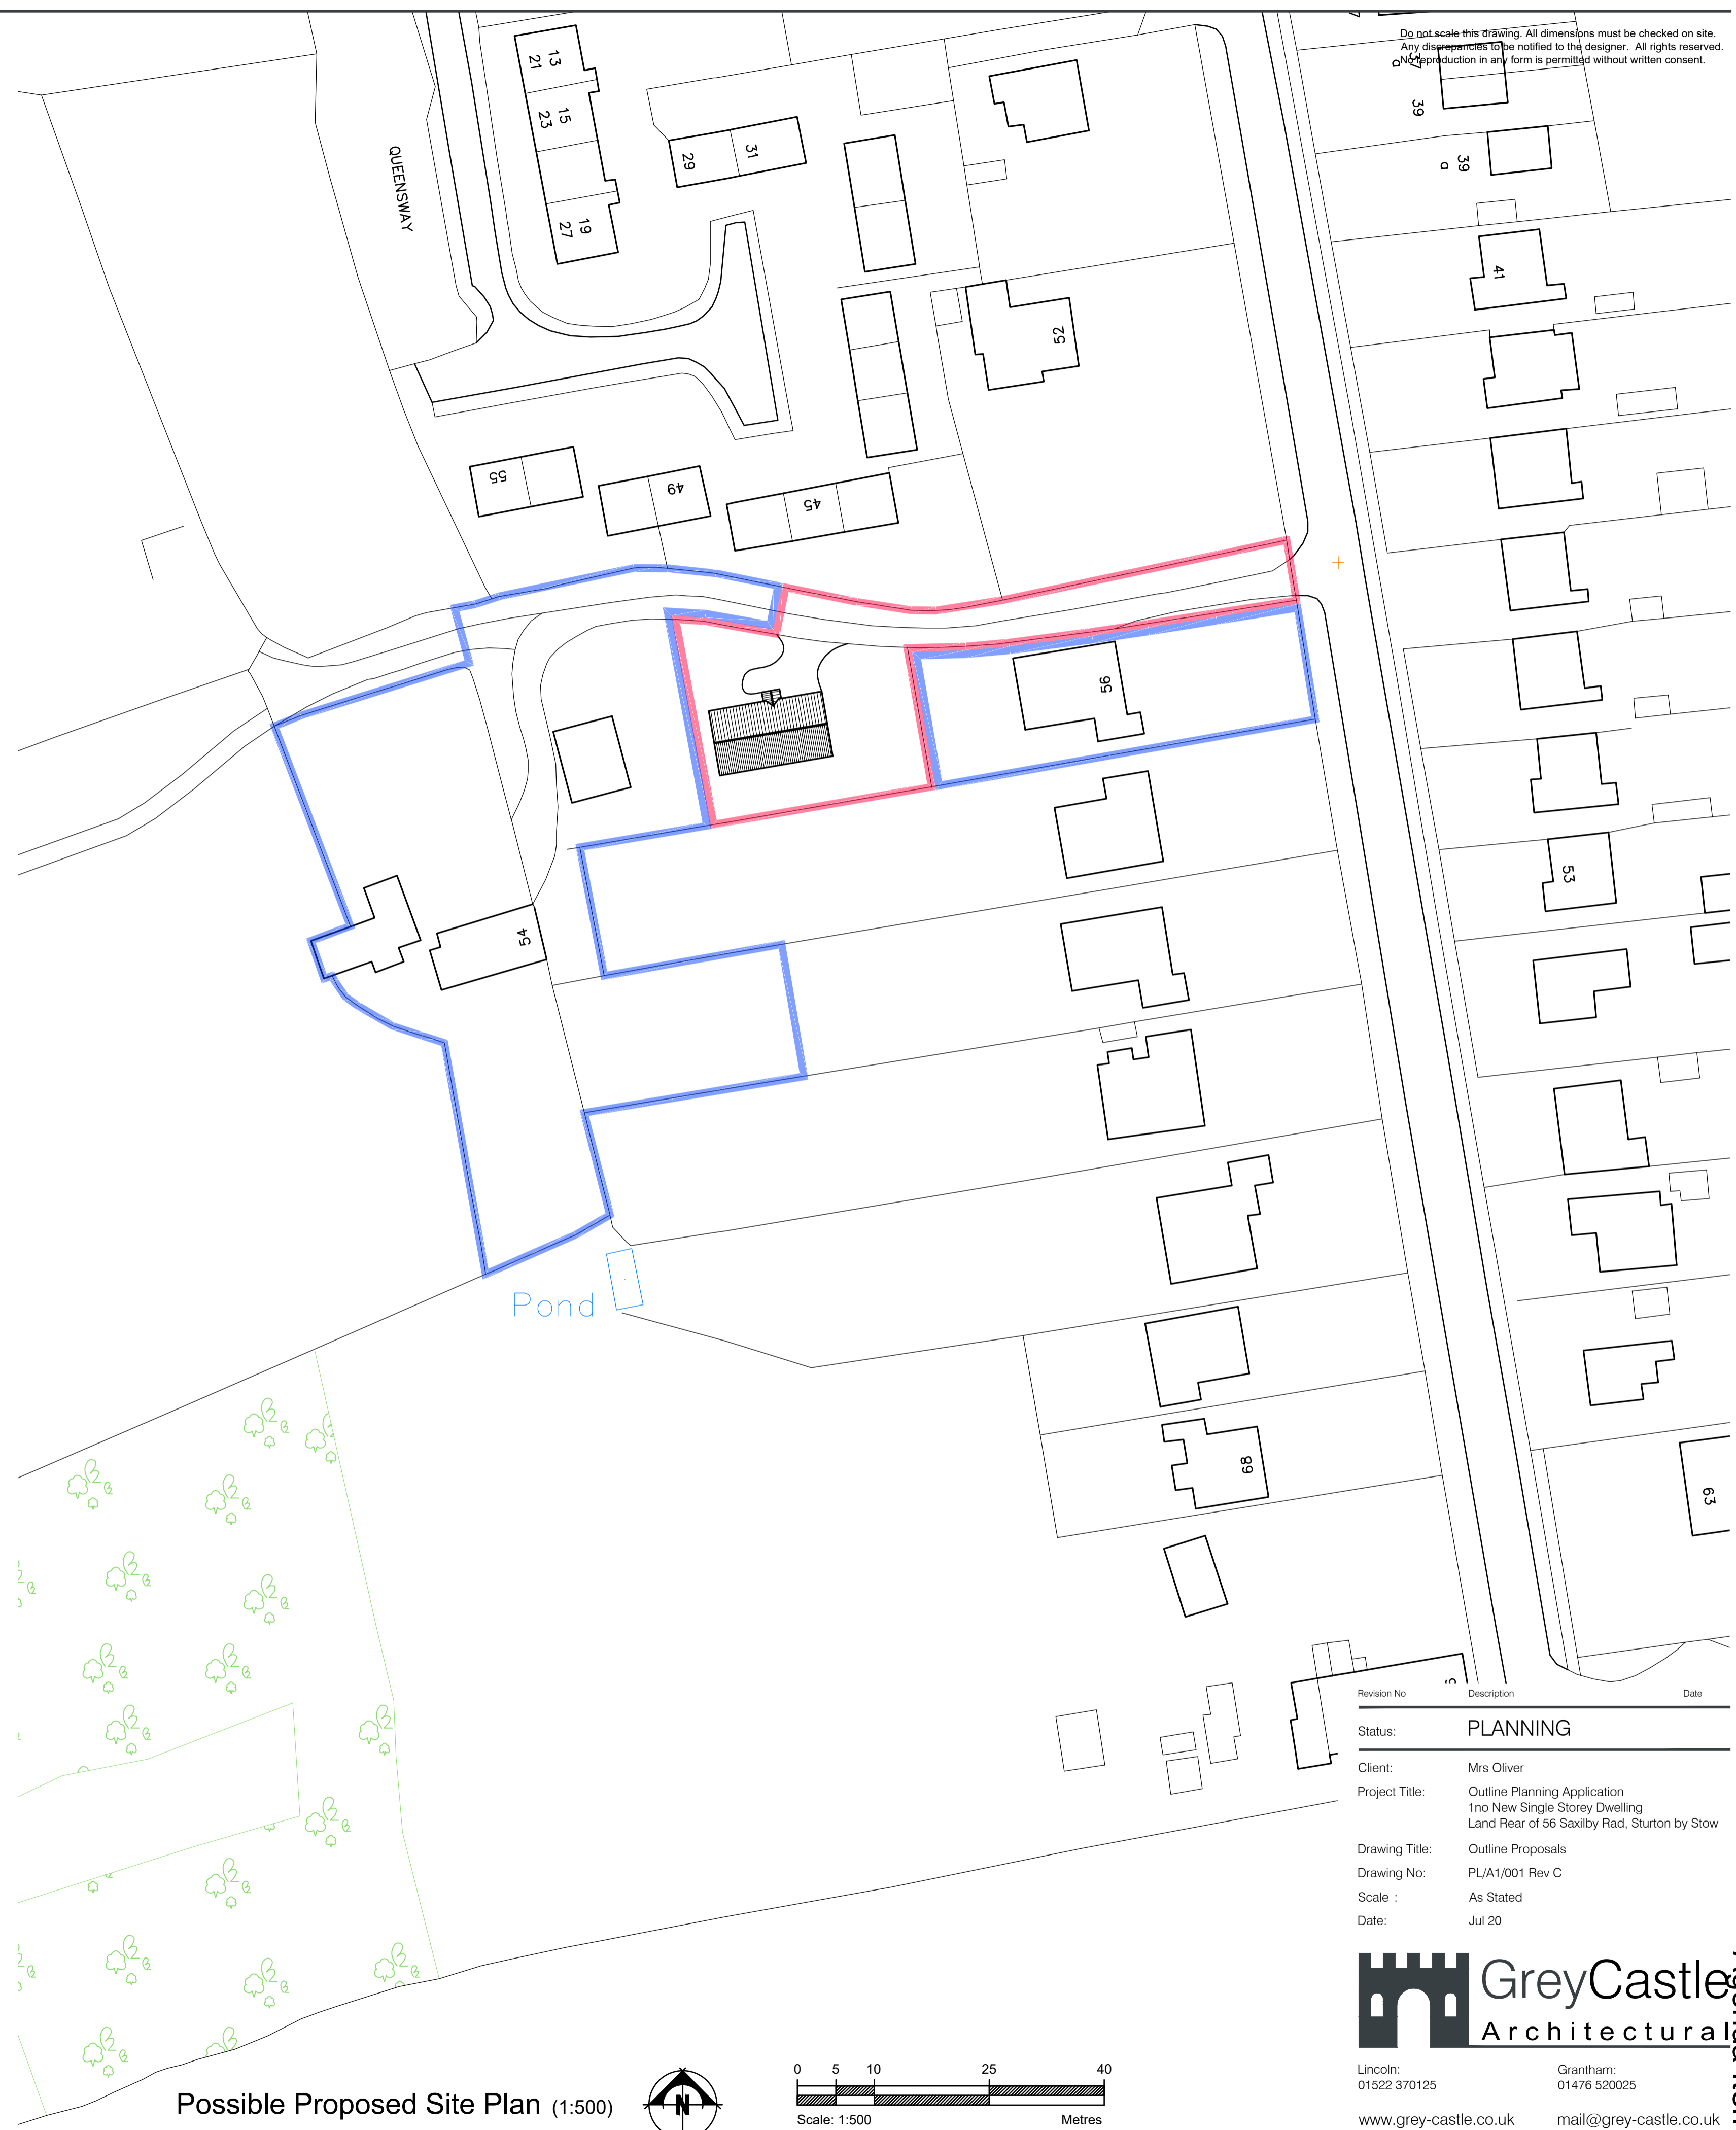 Do not scale this drawing. All dimensions must be checked on site.
Any discrepancies to be notified to the designer. All rights reserved.
No reproduction in any form is permitted without written consent.
37
a
39
39
a
13
21
15
23
19
27
QUEENSWAY
29
31
41
52
55
49
45
56
53
54
Pond
89
63
Revision No Description Date
Status: PLANNING
Client: Mrs Oliver
Project Title: Outline Planning Application
1no New Single Storey Dwelling
Land Rear of 56 Saxilby Rad, Sturton by Stow
Drawing Title: Outline Proposals
Drawing No: PL/A1/001 Rev C
Scale : As Stated
Date: Jul 20
GreyCastle
Architectural
Lincoln: Grantham:
01522 370125 01476 520025
www.grey-castle.co.uk mail@grey-castle.co.uk
Possible Proposed Site Plan (1:500)
N
0 5 10 25 40
Scale: 1:500 Metres